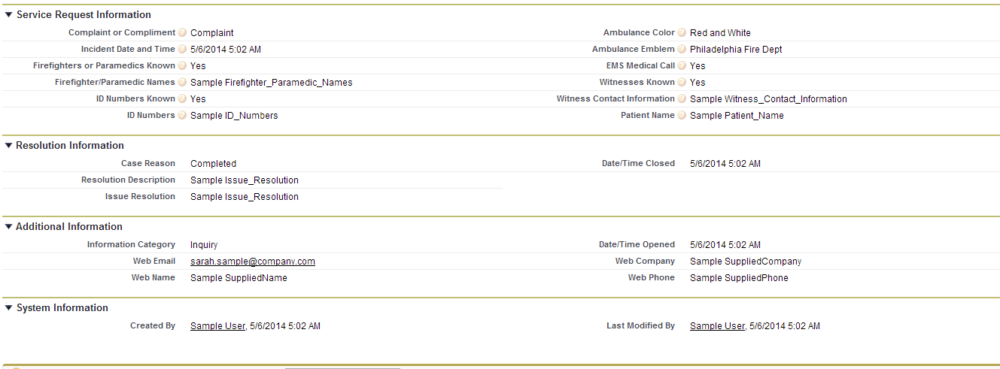 Service Request Information
Complaint or Compliment ? Complaint Ambulance Color ? Red and White
Incident Date and Time ? 5/6/2014 5:02 AM Ambulance Emblem ? Philadelphia Fire Dept
Firefighters or Paramedics Known ? Yes EMS Medical Call ? Yes
Firefighter/Paramedic Names ? Sample Firefighter_Paramedic_Names Witnesses Known ? Yes
ID Numbers Known ? Yes Witness Contact Information ? Sample Witness_Contact_Information
ID Numbers ? Sample ID_Numbers Patient Name ? Sample Patient_Name
Resolution Information
Case Reason Completed Date/Time Closed 5/6/2014 5:02 AM
Resolution Description Sample Issue_Resolution
Issue Resolution Sample Issue_Resolution
Additional Information
Information Category Inquiry Date/Time Opened 5/6/2014 5:02 AM
Web Email sarah.sample@company.com Web Company Sample SuppliedCompany
Web Name Sample SuppliedName Web Phone Sample SuppliedPhone
System Information
Created By Sample User, 5/6/2014 5:02 AM Last Modified By Sample User, 5/6/2014 5:02 AM